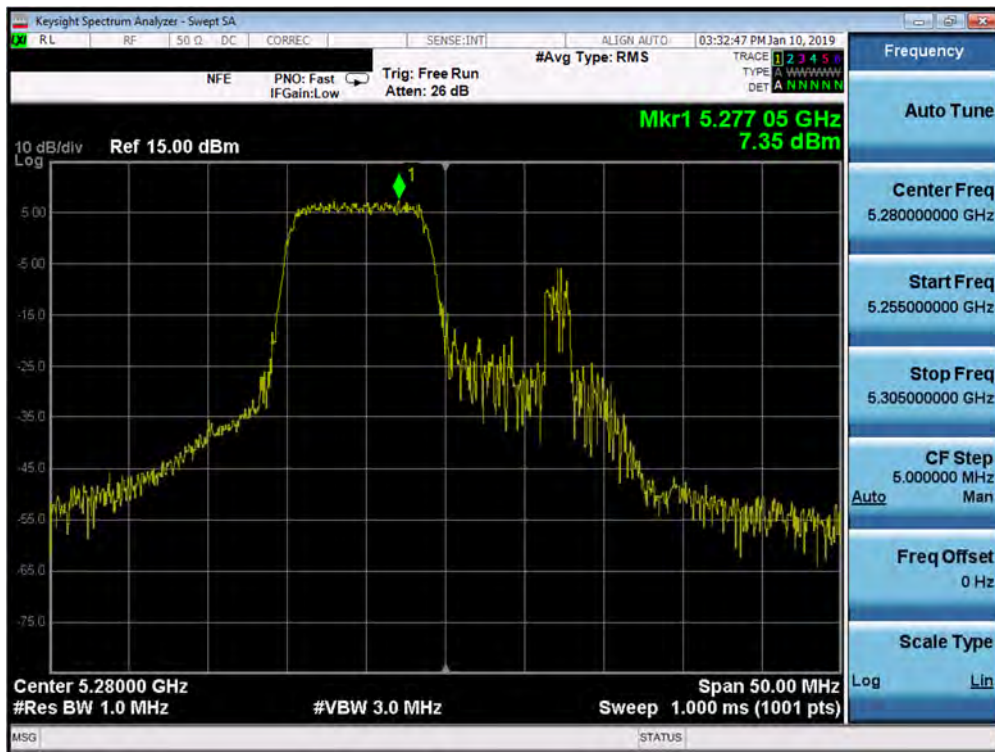 Keysight Spectrum Analyzer - Swept SA
RL RF 50 Ω DC CORREC SENSE:INT ALIGN AUTO 03:32:47 PM Jan 10, 2019
NFE PNO: Fast Trig: Free Run #Avg Type: RMS TRACE 1 2 3 4 5 6
IFGain:Low Atten: 26 dB TYPE A WWWWW
DET A N N N N N
Mkr1 5.277 05 GHz
7.35 dBm
10 dB/div Ref 15.00 dBm
Log
1
5.00
-5.00
-15.0
-25.0
-35.0
-45.0
-55.0
-65.0
-75.0
Center 5.28000 GHz Span 50.00 MHz
#Res BW 1.0 MHz #VBW 3.0 MHz Sweep 1.000 ms (1001 pts)
MSG STATUS
Frequency
Auto Tune
Center Freq
5.280000000 GHz
Start Freq
5.255000000 GHz
Stop Freq
5.305000000 GHz
CF Step
5.000000 MHz
Auto Man
Freq Offset
0 Hz
Scale Type
Log Lin